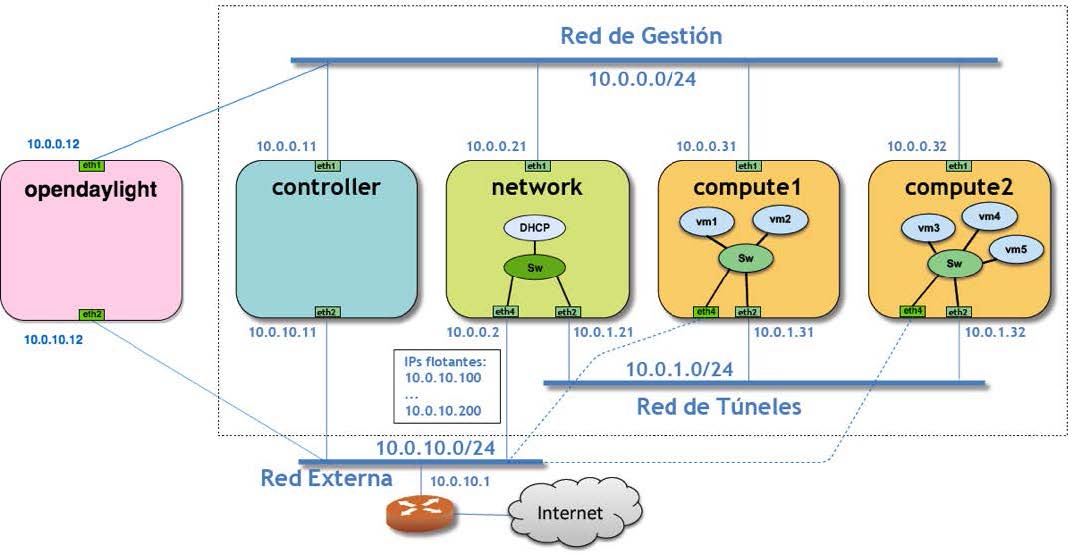 Red de Gestión
10.0.0.0/24
10.0.0.12
10.0.0.11
10.0.0.21
10.0.0.31
10.0.0.32
eth1
eth1
eth1
eth1
eth1
opendaylight
controller
network
compute1
compute2
DHCP
Sw
vm1
vm2
Sw
vm3
vm4
vm5
Sw
eth2
eth2
eth4
eth2
eth4
eth2
eth4
eth2
10.0.10.12
10.0.10.11
10.0.0.2
10.0.1.21
10.0.1.31
10.0.1.32
IPs flotantes:
10.0.10.100
...
10.0.10.200
10.0.1.0/24
Red de Túneles
10.0.10.0/24
Red Externa
10.0.10.1
Internet